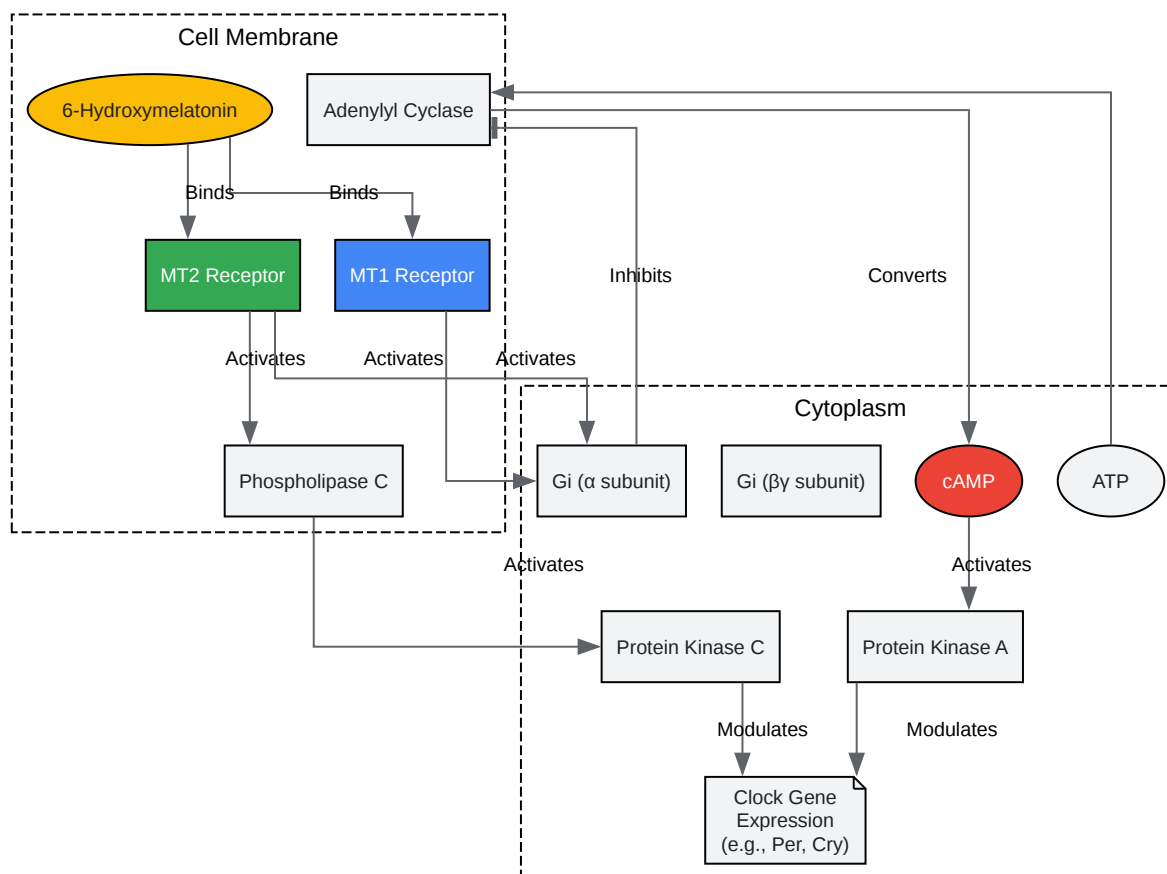 Cell Membrane
6-Hydroxymelatonin
Adenylyl Cyclase
Binds
Binds
MT2 Receptor
MT1 Receptor
Inhibits
Converts
Activates
Activates
Activates
Cytoplasm
Phospholipase C
Gi (α subunit)
Gi (βγ subunit)
cAMP
ATP
Activates
Activates
Protein Kinase C
Protein Kinase A
Modulates
Modulates
Clock Gene
Expression
(e.g., Per, Cry)